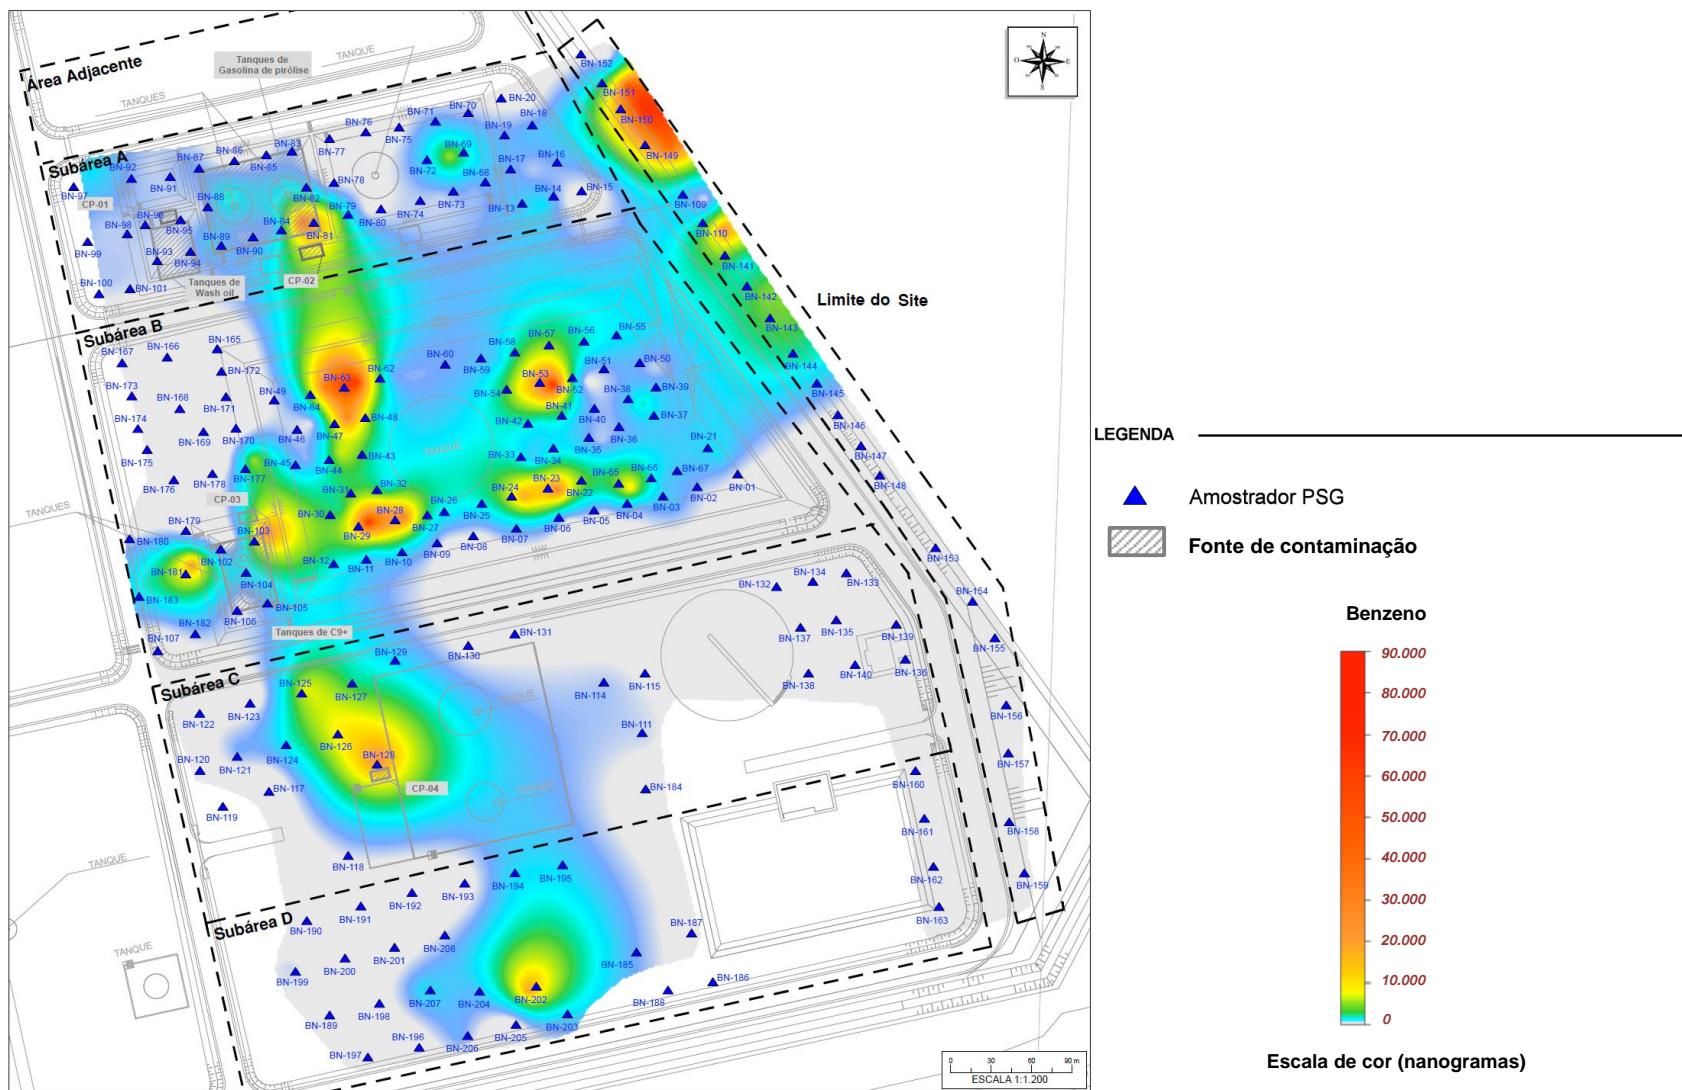 Área Adjacente
TANQUES
Tanques de
Gasolina de pirólise
TANQUE
N
S
E
O
BN-152
BN-151
BN-150
BN-149
BN-20
BN-70
BN-71
BN-18
BN-76
BN-75
BN-19
BN-77
BN-83
BN-86
BN-85
BN-87
BN-69
BN-72
BN-17
BN-16
BN-68
Subárea A
BN-92
BN-91
BN-97
BN-78
BN-82
BN-88
BN-14
BN-15
BN-73
BN-13
BN-74
BN-80
BN-79
BN-109
CP-01
BN-96
BN-98
BN-95
BN-84
BN-81
BN-89
BN-90
BN-99
BN-93
BN-94
BN-110
BN-141
CP-02
Tanques de
Wash oil
BN-100
BN-101
BN-142
Limite do Site
BN-143
Subárea B
BN-165
BN-166
BN-167
BN-172
BN-173
BN-55
BN-56
BN-57
BN-58
BN-60
BN-59
BN-51
BN-50
BN-144
BN-145
BN-63
BN-62
BN-64
BN-49
BN-53
BN-52
BN-54
BN-38
BN-39
BN-168
BN-171
BN-174
BN-41
BN-40
BN-37
BN-48
BN-47
BN-46
BN-42
BN-36
BN-146
BN-169
BN-170
BN-175
BN-35
BN-34
BN-33
BN-21
BN-43
BN-44
BN-45
TANQUE
BN-147
BN-148
BN-176
BN-178
BN-177
BN-65
BN-66
BN-67
BN-01
BN-02
BN-03
BN-23
BN-22
BN-24
BN-32
BN-31
TANQUES
CP-03
BN-28
BN-26
BN-25
BN-04
BN-05
BN-06
BN-07
BN-27
BN-30
BN-29
BN-179
BN-180
BN-103
BN-08
BN-09
BN-10
BN-11
BN-12
BN-102
BN-181
BN-104
BN-183
BN-105
BN-106
BN-182
BN-107
Tanques de C9+
BN-153
BN-154
BN-132
BN-134
BN-133
BN-137
BN-135
BN-139
BN-138
BN-140
BN-136
BN-155
BN-131
BN-130
BN-129
Subárea C
BN-125
BN-127
BN-114
BN-115
BN-122
BN-123
TANQUE
BN-111
BN-156
BN-126
BN-124
BN-128
BN-120
BN-121
BN-157
BN-160
TANQUE
CP-04
BN-117
BN-119
BN-184
BN-161
BN-158
BN-118
TANQUE
BN-162
BN-159
BN-163
BN-195
BN-194
BN-193
BN-192
BN-191
BN-190
Subárea D
BN-187
BN-208
BN-201
BN-200
BN-199
BN-185
BN-186
BN-188
TANQUE
BN-207
BN-204
BN-202
BN-203
BN-198
BN-189
BN-205
BN-206
BN-196
BN-197
0 30 60 90 m
ESCALA 1:1.200
LEGENDA
Amostrador PSG
Fonte de contaminação
Benzeno
90.000
80.000
70.000
60.000
50.000
40.000
30.000
20.000
10.000
0
Escala de cor (nanogramas)